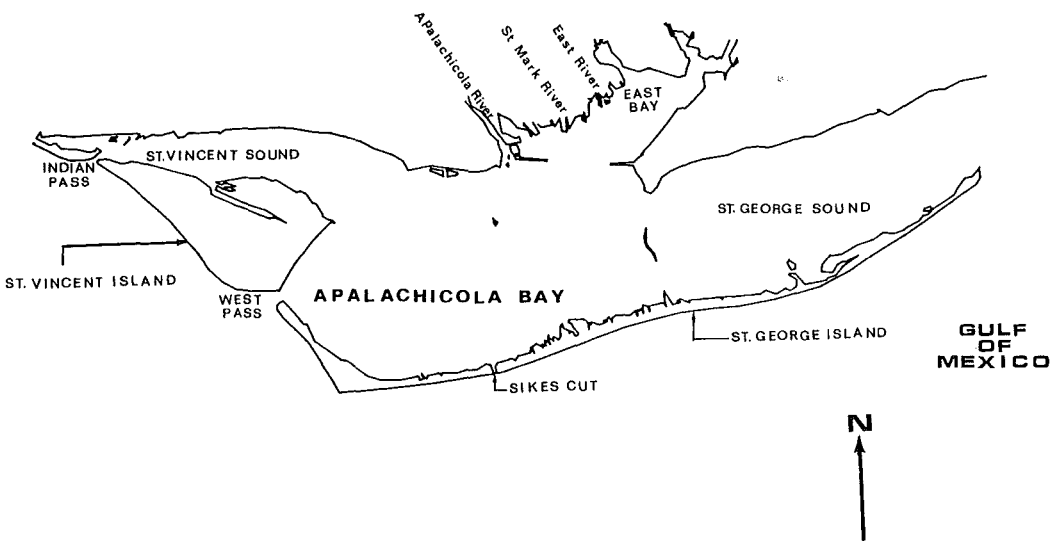 APalachicola River
St Mark River
East River
EAST
BAY
ST. VINCENT SOUND
INDIAN
PASS
ST. GEORGE SOUND
ST. VINCENT ISLAND
WEST
PASS
APALACHICOLA BAY
ST. GEORGE ISLAND
GULF
OF
MEXICO
SIKES CUT
N